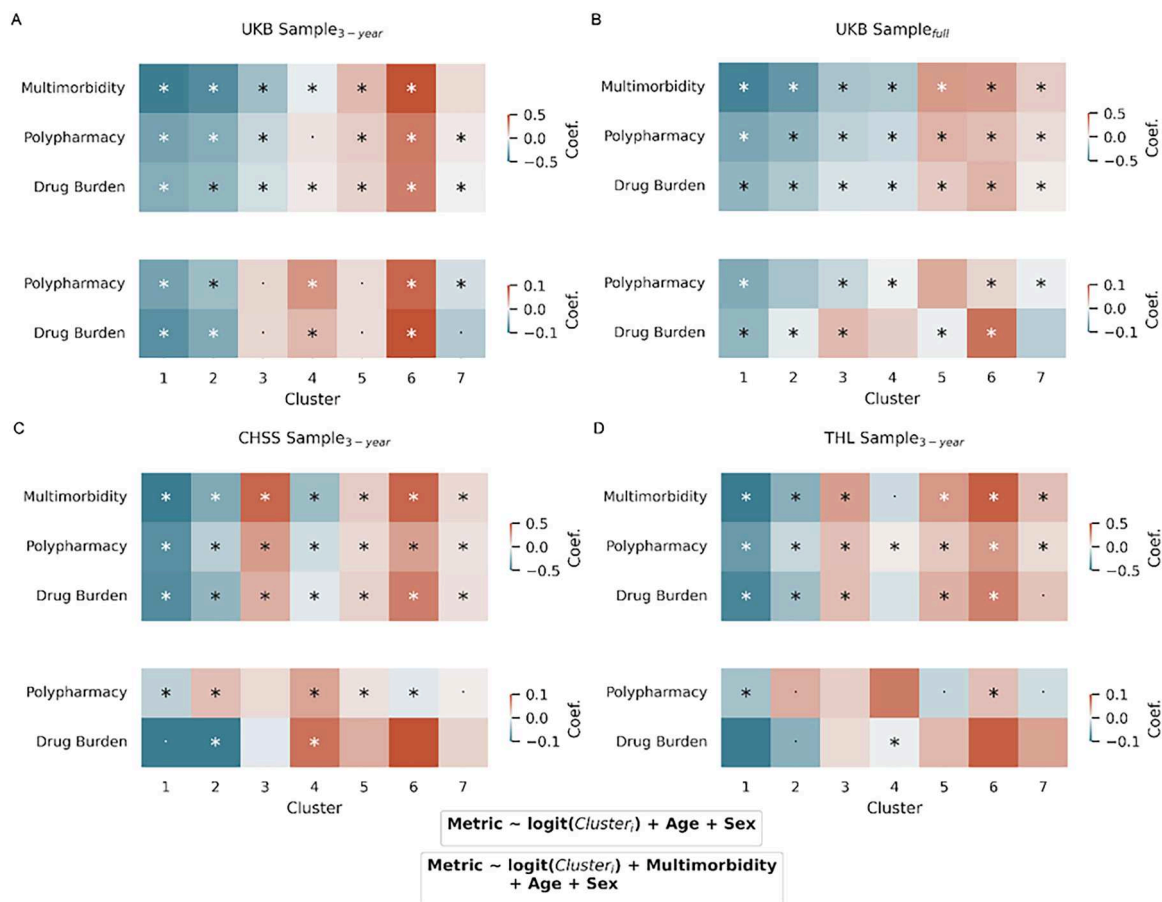 A
UKB Sample3−year
Multimorbidity * * * * * *
Polypharmacy * * * · * * *
Drug Burden * * * * * * *
0.5
0.0
−0.5
Coef.
Polypharmacy * * · * · * *
Drug Burden * * · * · * ·
0.1
0.0
−0.1
Coef.
1 2 3 4 5 6 7
Cluster
B
UKB Samplefull
Multimorbidity * * * * * * *
Polypharmacy * * * * * * *
Drug Burden * * * * * * *
0.5
0.0
−0.5
Coef.
Polypharmacy * * * * *
Drug Burden * * * * *
0.1
0.0
−0.1
Coef.
1 2 3 4 5 6 7
Cluster
C
CHSS Sample3−year
Multimorbidity * * * * * * *
Polypharmacy * * * * * * *
Drug Burden * * * * * * *
0.5
0.0
−0.5
Coef.
Polypharmacy * * * * * ·
Drug Burden · * *
0.1
0.0
−0.1
Coef.
1 2 3 4 5 6 7
Cluster
D
THL Sample3−year
Multimorbidity * * * · * * *
Polypharmacy * * * * * * *
Drug Burden * * * * * ·
0.5
0.0
−0.5
Coef.
Polypharmacy * · · * ·
Drug Burden · *
0.1
0.0
−0.1
Coef.
1 2 3 4 5 6 7
Cluster
Metric ~ logit(Clusteri) + Age + Sex
Metric ~ logit(Clusteri) + Multimorbidity
+ Age + Sex